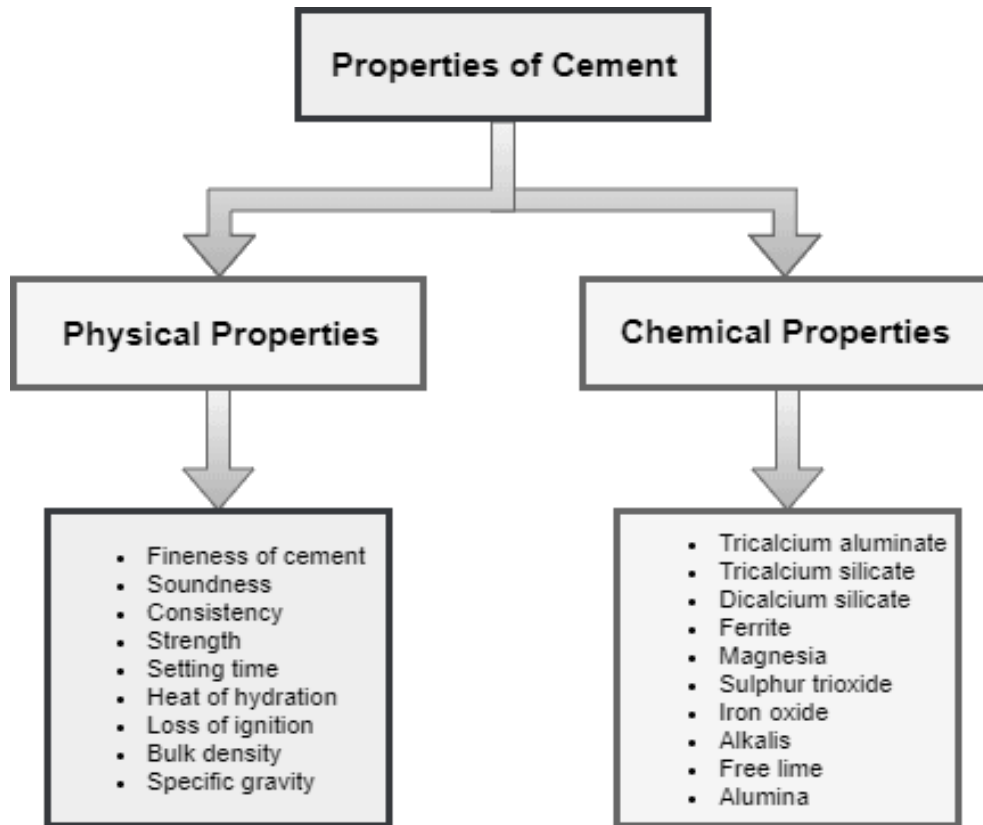 Properties of Cement
Physical Properties
Chemical Properties
• Fineness of cement
• Soundness
• Consistency
• Strength
• Setting time
• Heat of hydration
• Loss of ignition
• Bulk density
• Specific gravity
• Tricalcium aluminate
• Tricalcium silicate
• Dicalcium silicate
• Ferrite
• Magnesia
• Sulphur trioxide
• Iron oxide
• Alkalis
• Free lime
• Alumina